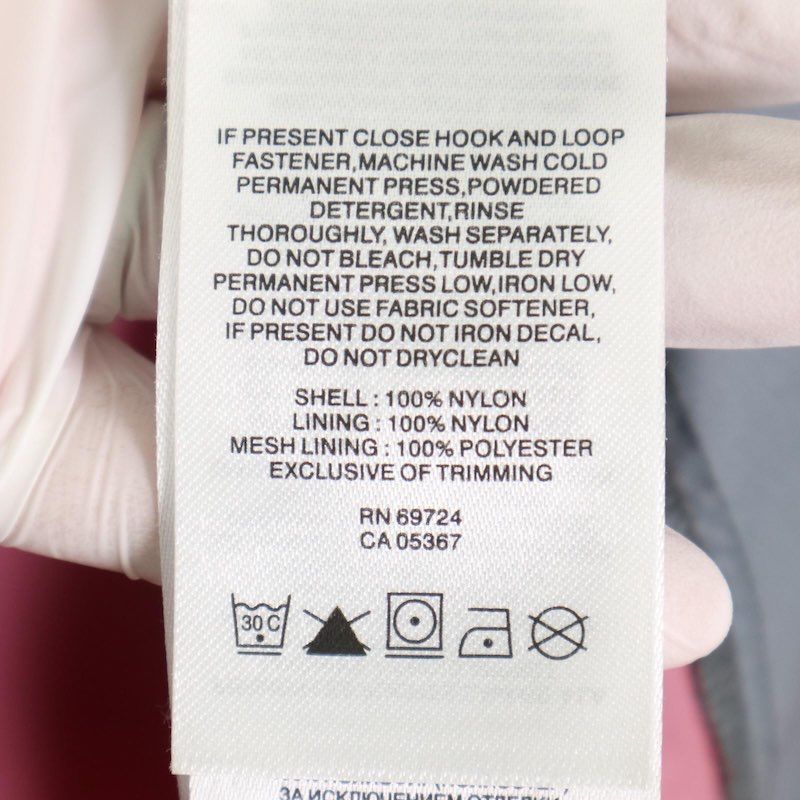 IF PRESENT CLOSE HOOK AND LOOP
FASTENER,MACHINE WASH COLD
PERMANENT PRESS,POWDERED
DETERGENT,RINSE
THOROUGHLY, WASH SEPARATELY,
DO NOT BLEACH,TUMBLE DRY
PERMANENT PRESS LOW,IRON LOW,
DO NOT USE FABRIC SOFTENER,
IF PRESENT DO NOT IRON DECAL,
DO NOT DRYCLEAN
SHELL : 100% NYLON
LINING : 100% NYLON
MESH LINING : 100% POLYESTER
EXCLUSIVE OF TRIMMING
RN 69724
CA 05367
30 C
ЗА ИСКЛЮЧЕНИЕМ ОТДЕЛКИ